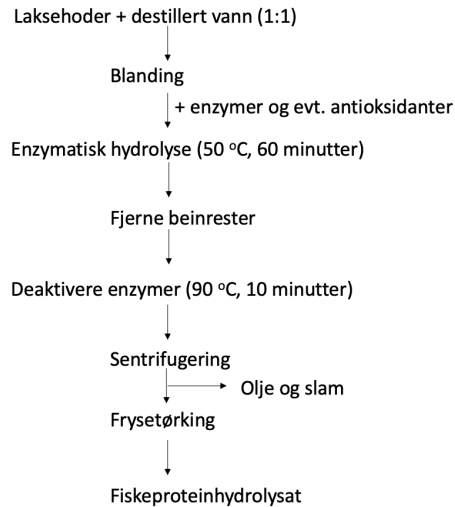 Laksehoder + destillert vann (1:1)
Blanding
+ enzymer og evt. antioksidanter
Enzymatisk hydrolyse (50 °C, 60 minutter)
Fjerne beinrester
Deaktivere enzymer (90 °C, 10 minutter)
Sentrifugering
Olje og slam
Frysetørking
Fiskeproteinhydrolysat